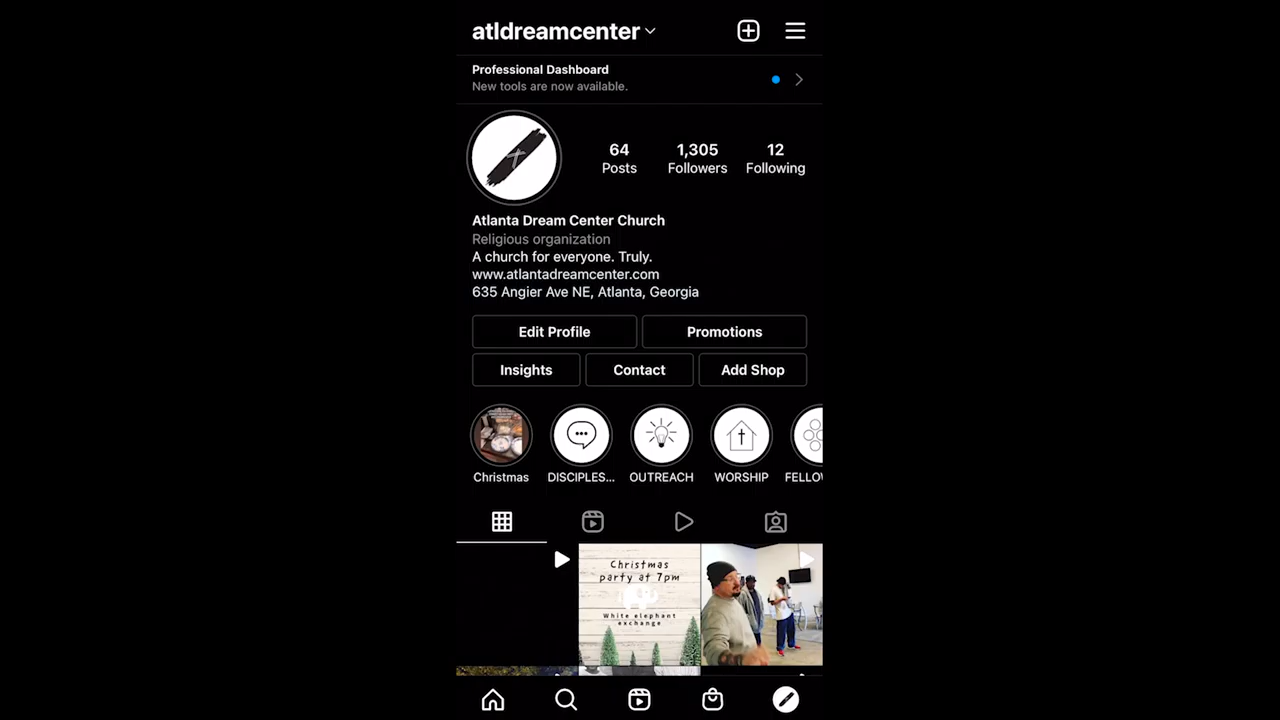 atldreamcenter
Professional Dashboard
New tools are now available.
64
Posts
1,305
Followers
12
Following
Atlanta Dream Center Church
Religious organization
A church for everyone. Truly.
www.atlantadreamcenter.com
635 Angier Ave NE, Atlanta, Georgia
Edit Profile
Promotions
Insights
Contact
Add Shop
Christmas
DISCIPLES...
OUTREACH
WORSHIP
FELLOW
Christmas
party at 7pm
White elephant
exchange